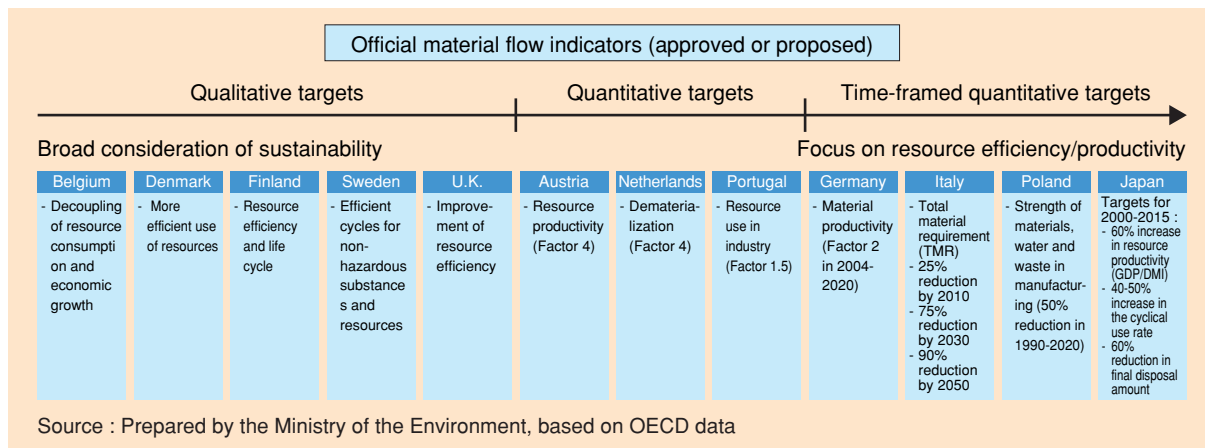 Official material flow indicators (approved or proposed)
Qualitative targets
Quantitative targets
Time-framed quantitative targets
Broad consideration of sustainability
Focus on resource efficiency/productivity
Belgium
- Decoupling
of resource
consumpti
on and
economic
growth
Denmark
- More
efficient use
of resources
Finland
- Resource
efficiency
and life
cycle
Sweden
- Efficient
cycles for
non-
hazardous
substance
s and
resources
U.K.
- Improve-
ment of
resource
efficiency
Austria
- Resource
productivity
(Factor 4)
Netherlands
- Demateria-
lization
(Factor 4)
Portugal
- Resource
use in
industry
(Factor 1.5)
Germany
- Material
productivity
(Factor 2
in 2004-
2020)
Italy
- Total
material
requirement
(TMR)
- 25%
reduction
by 2010
- 75%
reduction
by 2030
- 90%
reduction
by 2050
Poland
- Strength of
materials,
water and
waste in
manufactur-
ing (50%
reduction in
1990-2020)
Japan
Targets for
2000-2015 :
- 60% increase
in resource
productivity
(GDP/DMI)
- 40-50%
increase in
the cyclical
use rate
- 60%
reduction in
final disposal
amount
Source : Prepared by the Ministry of the Environment, based on OECD data